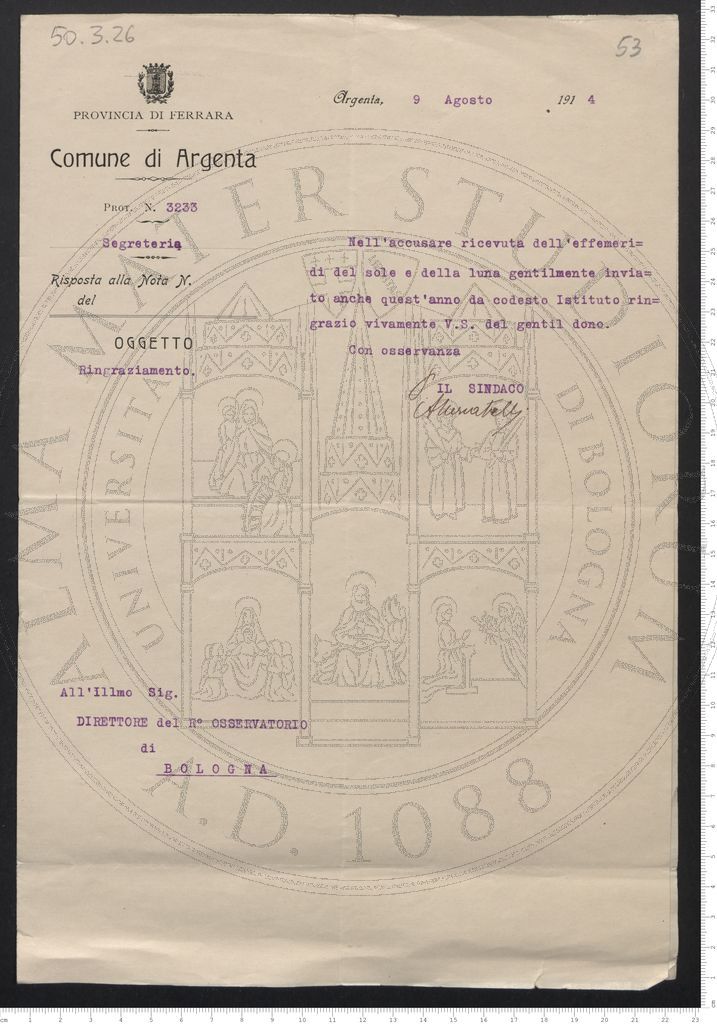 50.3.26
53
PROVINCIA DI FERRARA
Comune di Argenta
Argenta, 9 Agosto 1914
PROT. N. 3233
Segreteria
Risposta alla Nota N.
del
OGGETTO
Ringraziamento.
Nell'accusare ricevuta dell'effemeri=
di del sole e della luna gentilmente invia=
to anche quest'anno da codesto Istituto rin=
grazio vivamente V.S. del gentil dono.
Con osservanza
IL SINDACO
All'Illmo Sig.
DIRETTORE del R° OSSERVATORIO
di
BOLOGNA
ALMA MATER STUDIORUM
UNIVERSITA DI BOLOGNA
A.D. 1088